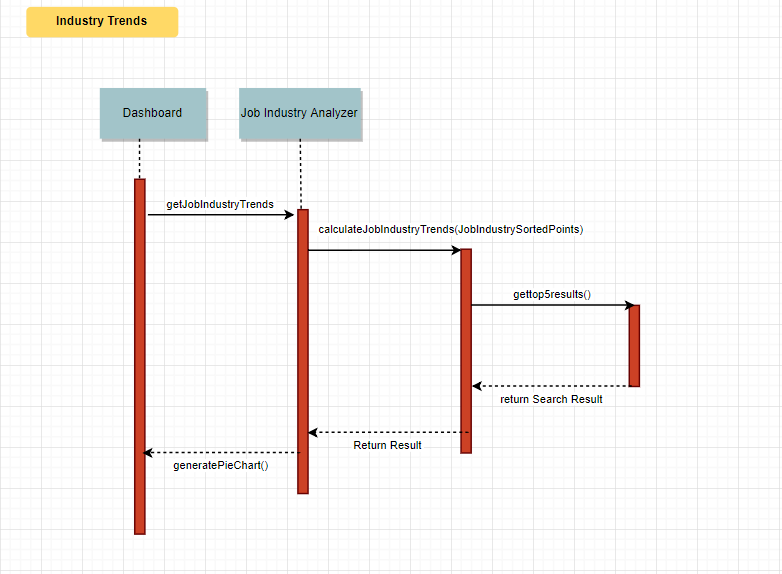 Industry Trends
Dashboard
Job Industry Analyzer
getJobIndustryTrends
calculateJobIndustryTrends(JobIndustrySortedPoints)
gettop5results()
return Search Result
Return Result
generatePieChart()